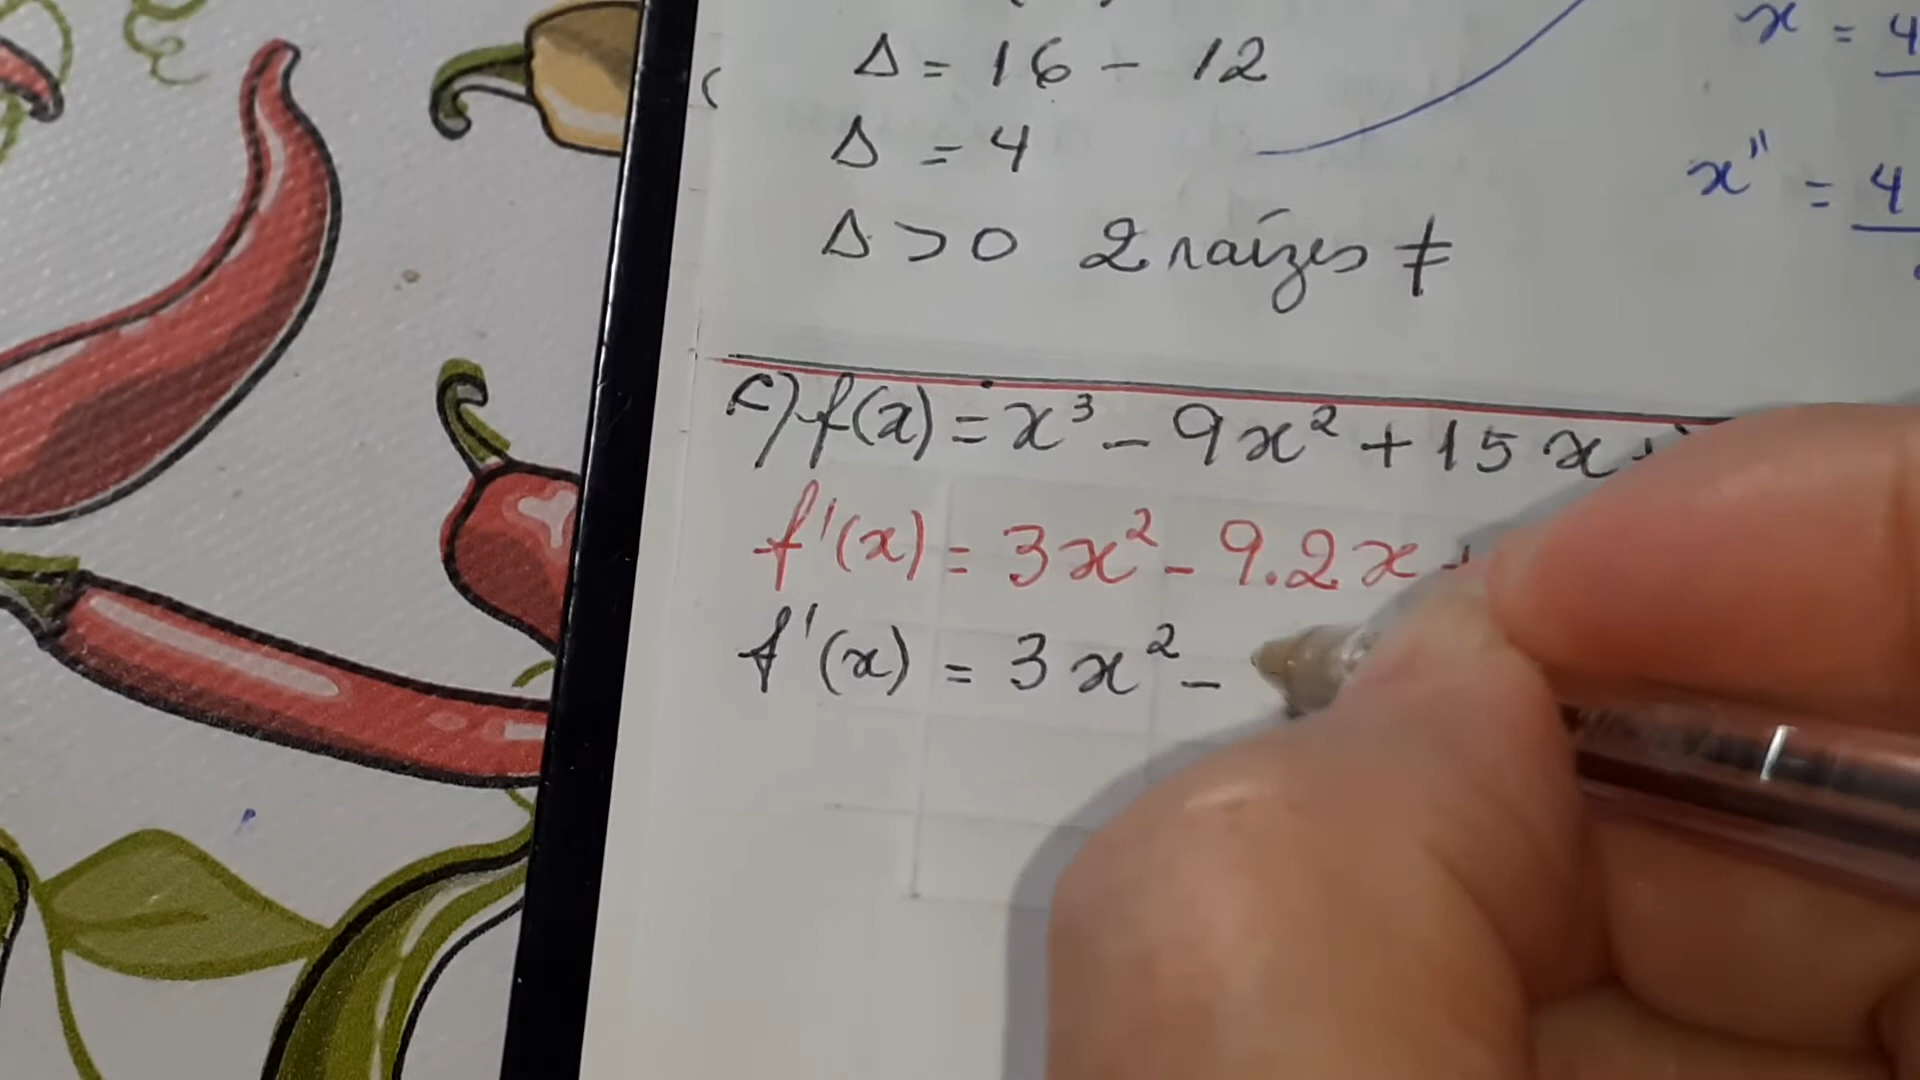 Δ = 16 - 12
Δ = 4
Δ > 0 2 raízes ≠
x = 4
x" = 4
c) f(x) = x³ - 9x² + 15x +
f'(x) = 3x² - 9.2x +
f'(x) = 3x² -